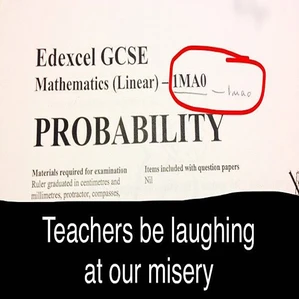 Edexcel GCSE
Mathematics (Linear) – 1MA0
– lmao
PROBABILITY
Materials required for examination
Ruler graduated in centimetres and
millimetres, protractor, compasses,
Items included with question papers
Nil
Teachers be laughing
at our misery